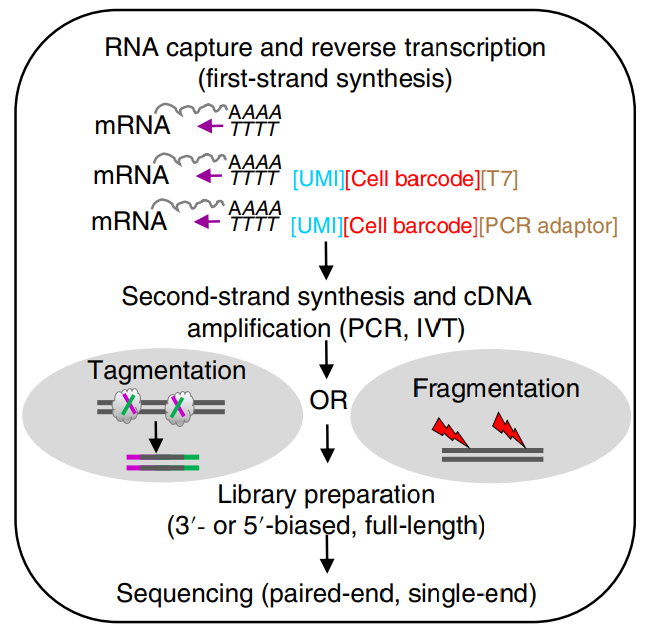 RNA capture and reverse transcription
(first-strand synthesis)
AAAA
mRNA TTTT
AAAA
mRNA TTTT [UMI][Cell barcode][T7]
AAAA
mRNA TTTT [UMI][Cell barcode][PCR adaptor]
Second-strand synthesis and cDNA
amplification (PCR, IVT)
Tagmentation
OR
Fragmentation
Library preparation
(3′- or 5′-biased, full-length)
Sequencing (paired-end, single-end)